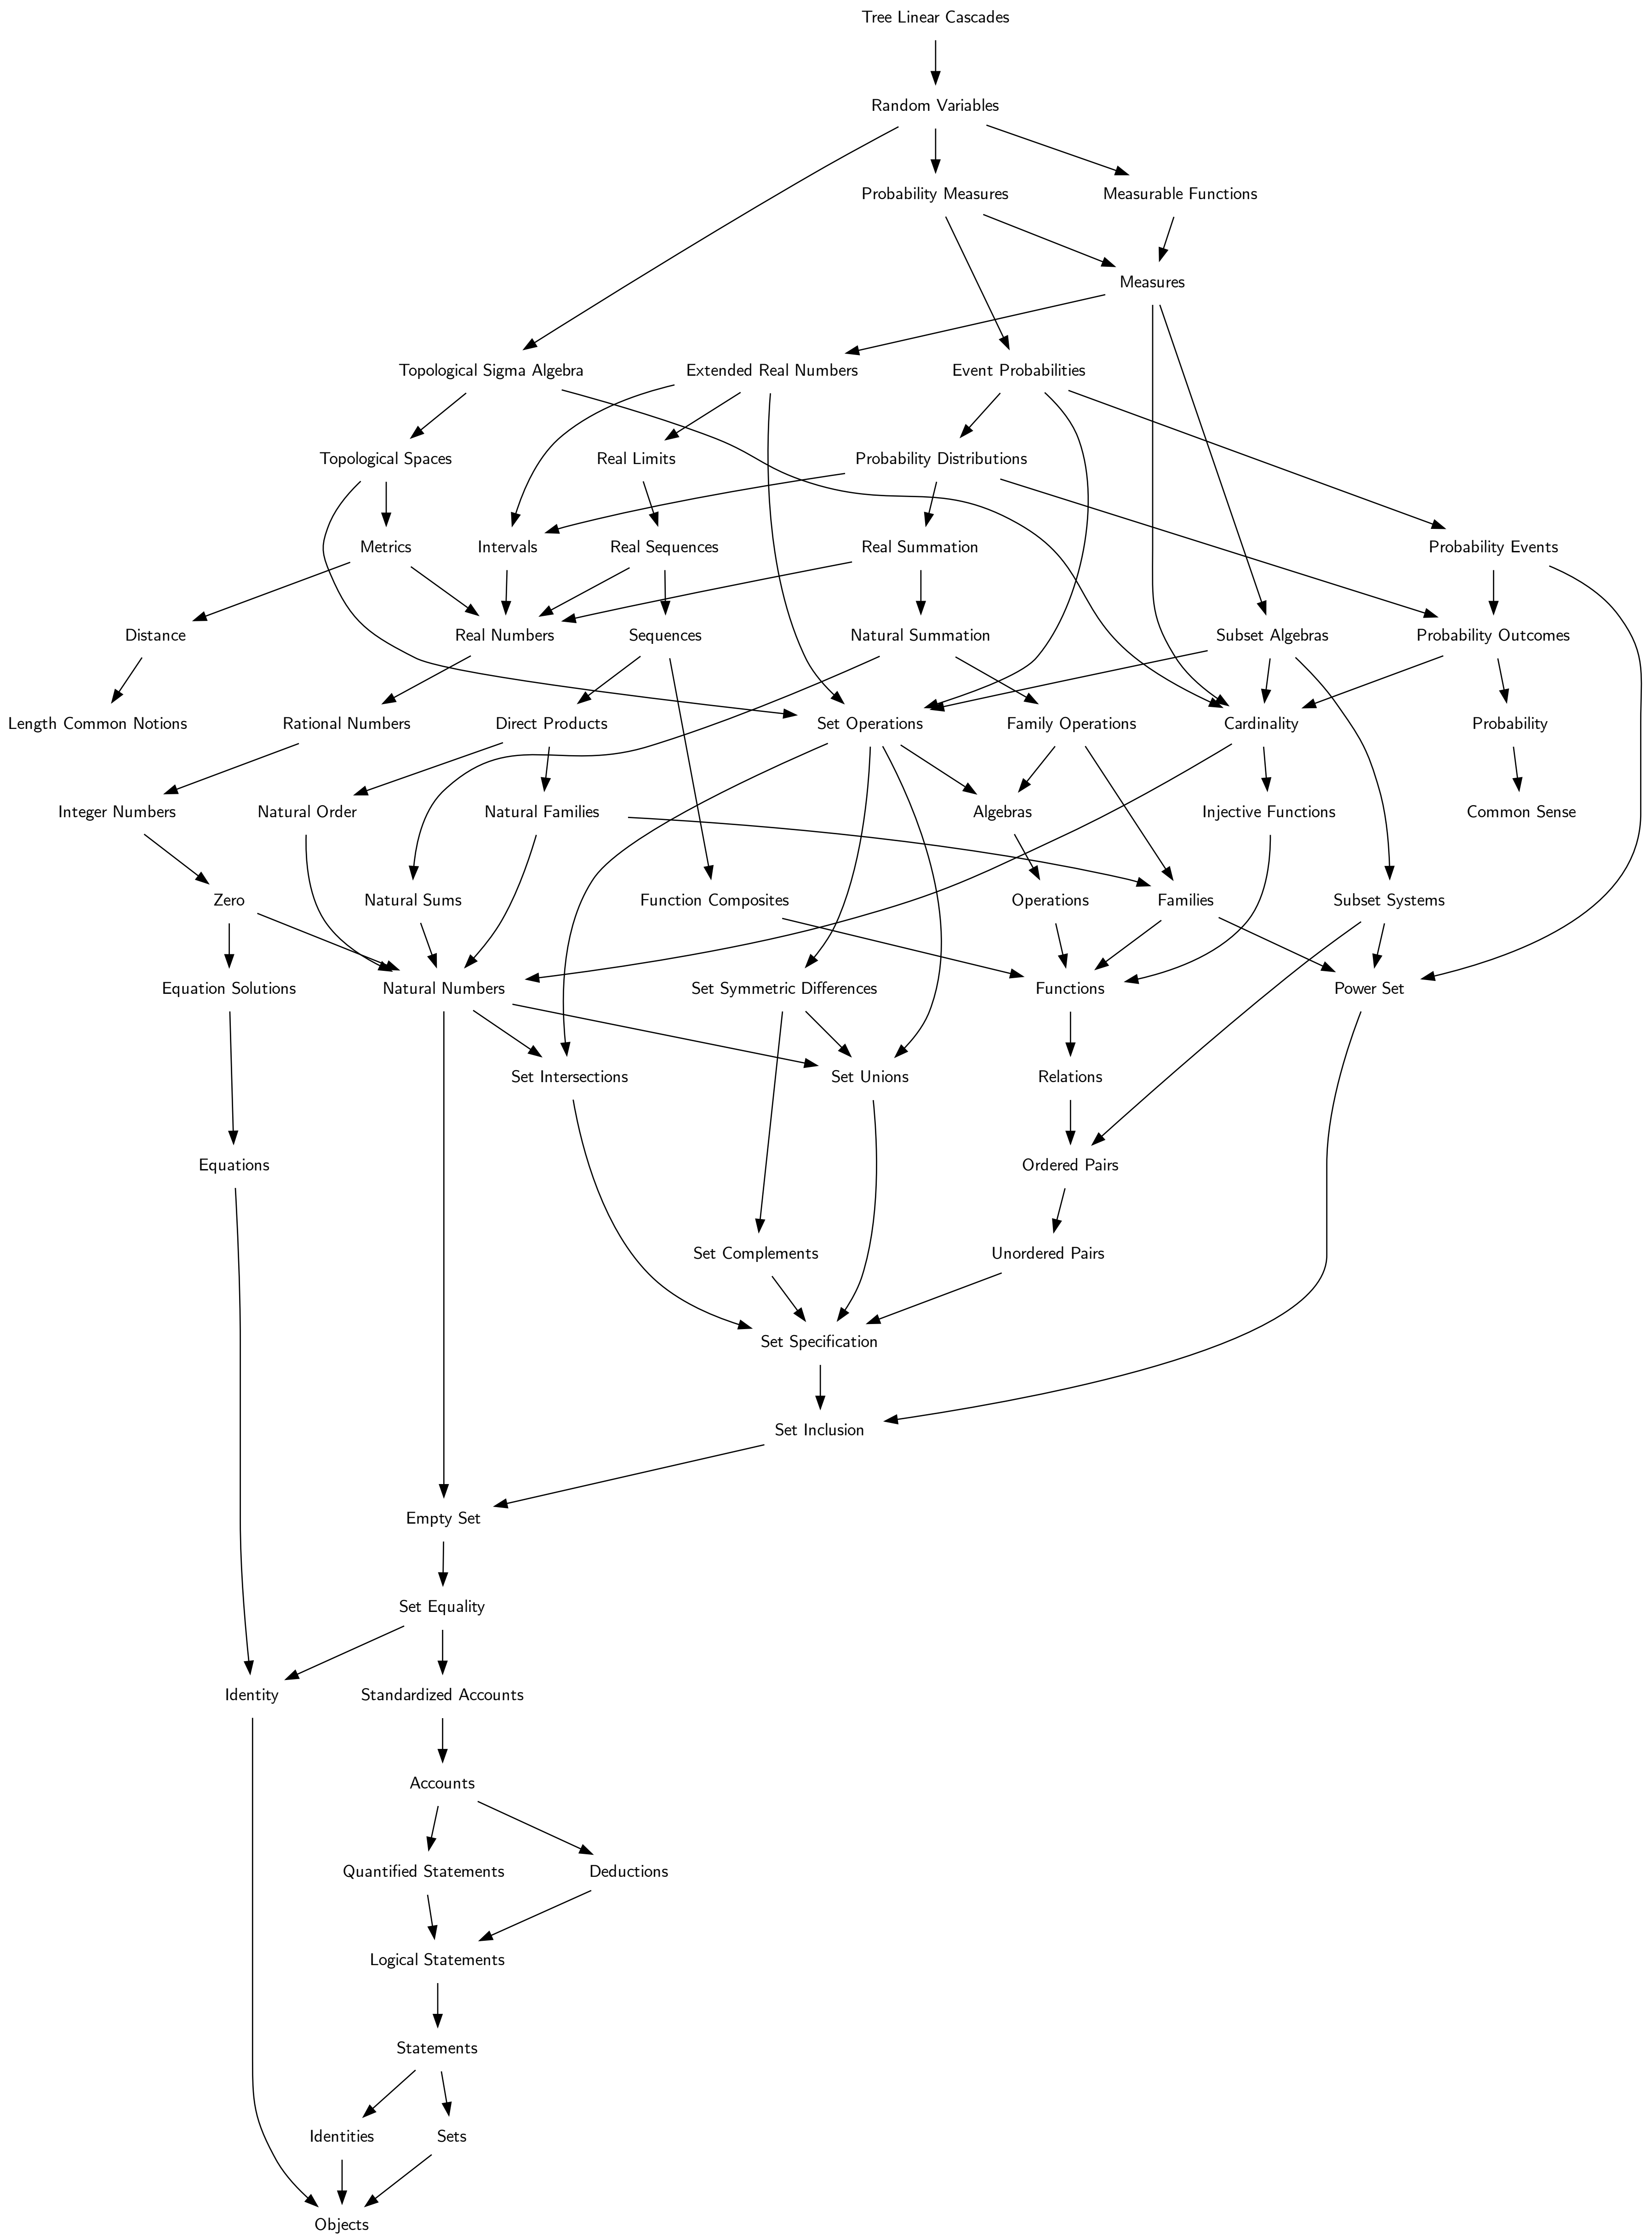 Tree Linear Cascades
Random Variables
Probability Measures
Measurable Functions
Measures
Topological Sigma Algebra
Extended Real Numbers
Event Probabilities
Topological Spaces
Real Limits
Probability Distributions
Metrics
Intervals
Real Sequences
Real Summation
Probability Events
Distance
Real Numbers
Sequences
Natural Summation
Subset Algebras
Probability Outcomes
Length Common Notions
Rational Numbers
Direct Products
Set Operations
Family Operations
Cardinality
Probability
Integer Numbers
Natural Order
Natural Families
Algebras
Injective Functions
Common Sense
Zero
Natural Sums
Function Composites
Operations
Families
Subset Systems
Equation Solutions
Natural Numbers
Set Symmetric Differences
Functions
Power Set
Set Intersections
Set Unions
Relations
Equations
Ordered Pairs
Set Complements
Unordered Pairs
Set Specification
Set Inclusion
Empty Set
Set Equality
Identity
Standardized Accounts
Accounts
Quantified Statements
Deductions
Logical Statements
Statements
Identities
Sets
Objects